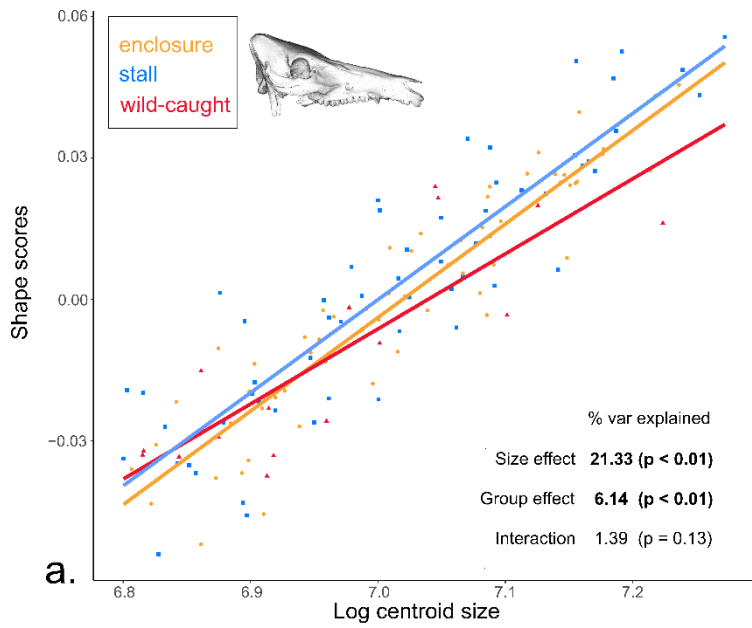 0.06
enclosure
stall
wild-caught
0.03
Shape scores
0.00
% var explained
−0.03
Size effect 21.33 (p < 0.01)
Group effect 6.14 (p < 0.01)
Interaction 1.39 (p = 0.13)
a.
6.8 6.9 7.0 7.1 7.2
Log centroid size